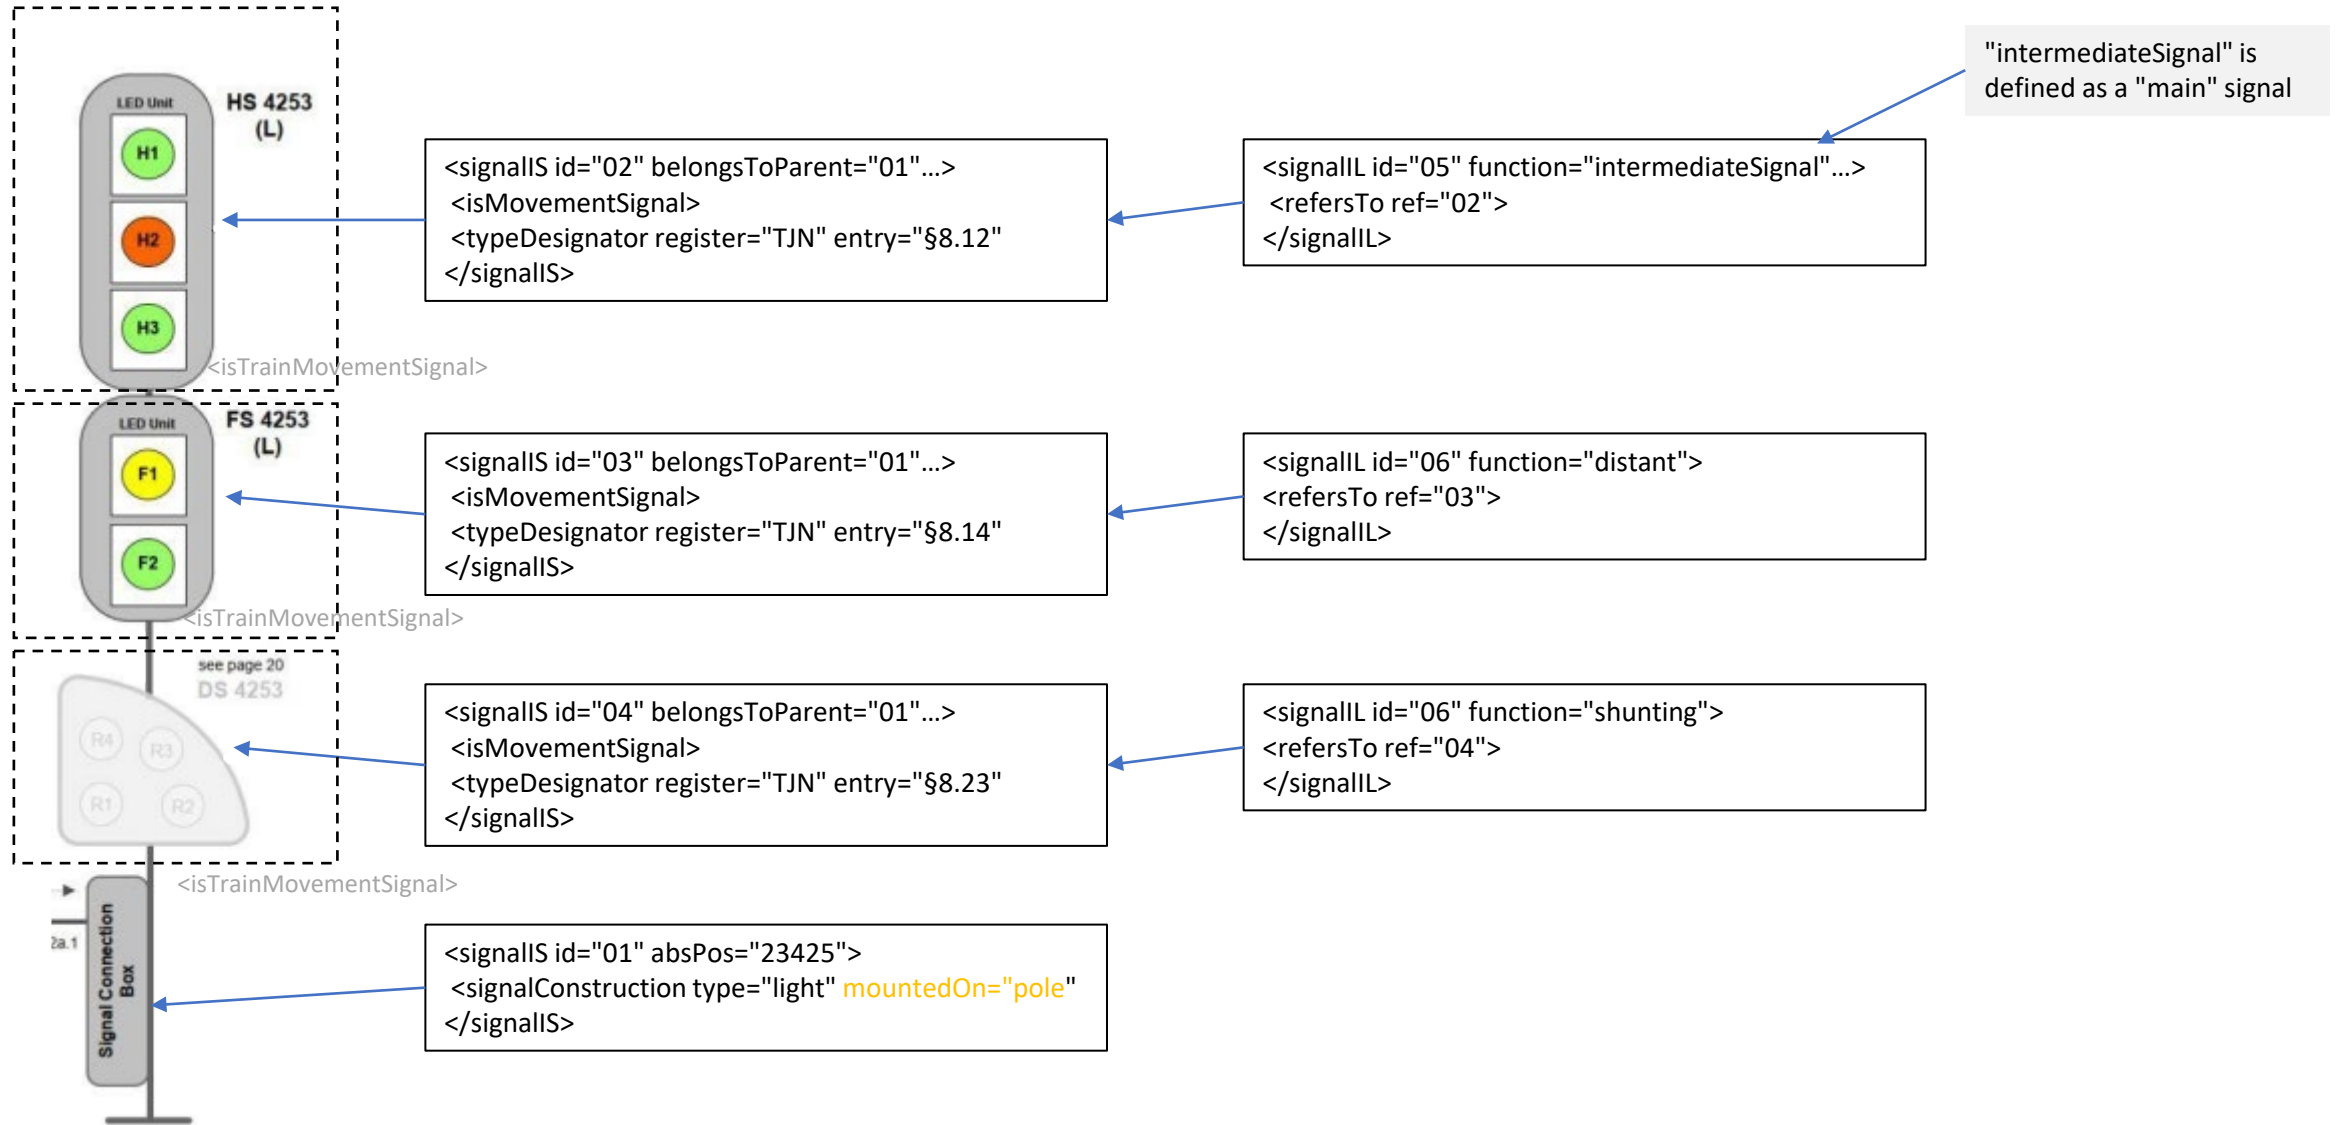 "intermediateSignal" is
defined as a "main" signal
LED Unit
HS 4253
(L)
H1
H2
H3
<isTrainMovementSignal>
<signalIS id="02" belongsToParent="01"...>
<isMovementSignal>
<typeDesignator register="TJN" entry="§8.12"
</signalIS>
<signalIL id="05" function="intermediateSignal"...>
<refersTo ref="02">
</signalIL>
LED Unit
FS 4253
(L)
F1
F2
<isTrainMovementSignal>
<signalIS id="03" belongsToParent="01"...>
<isMovementSignal>
<typeDesignator register="TJN" entry="§8.14"
</signalIS>
<signalIL id="06" function="distant">
<refersTo ref="03">
</signalIL>
see page 20
DS 4253
R4
R3
R1
R2
<isTrainMovementSignal>
<signalIS id="04" belongsToParent="01"...>
<isMovementSignal>
<typeDesignator register="TJN" entry="§8.23"
</signalIS>
<signalIL id="06" function="shunting">
<refersTo ref="04">
</signalIL>
2a.1
Signal Connection
Box
<signalIS id="01" absPos="23425">
<signalConstruction type="light" mountedOn="pole"
</signalIS>